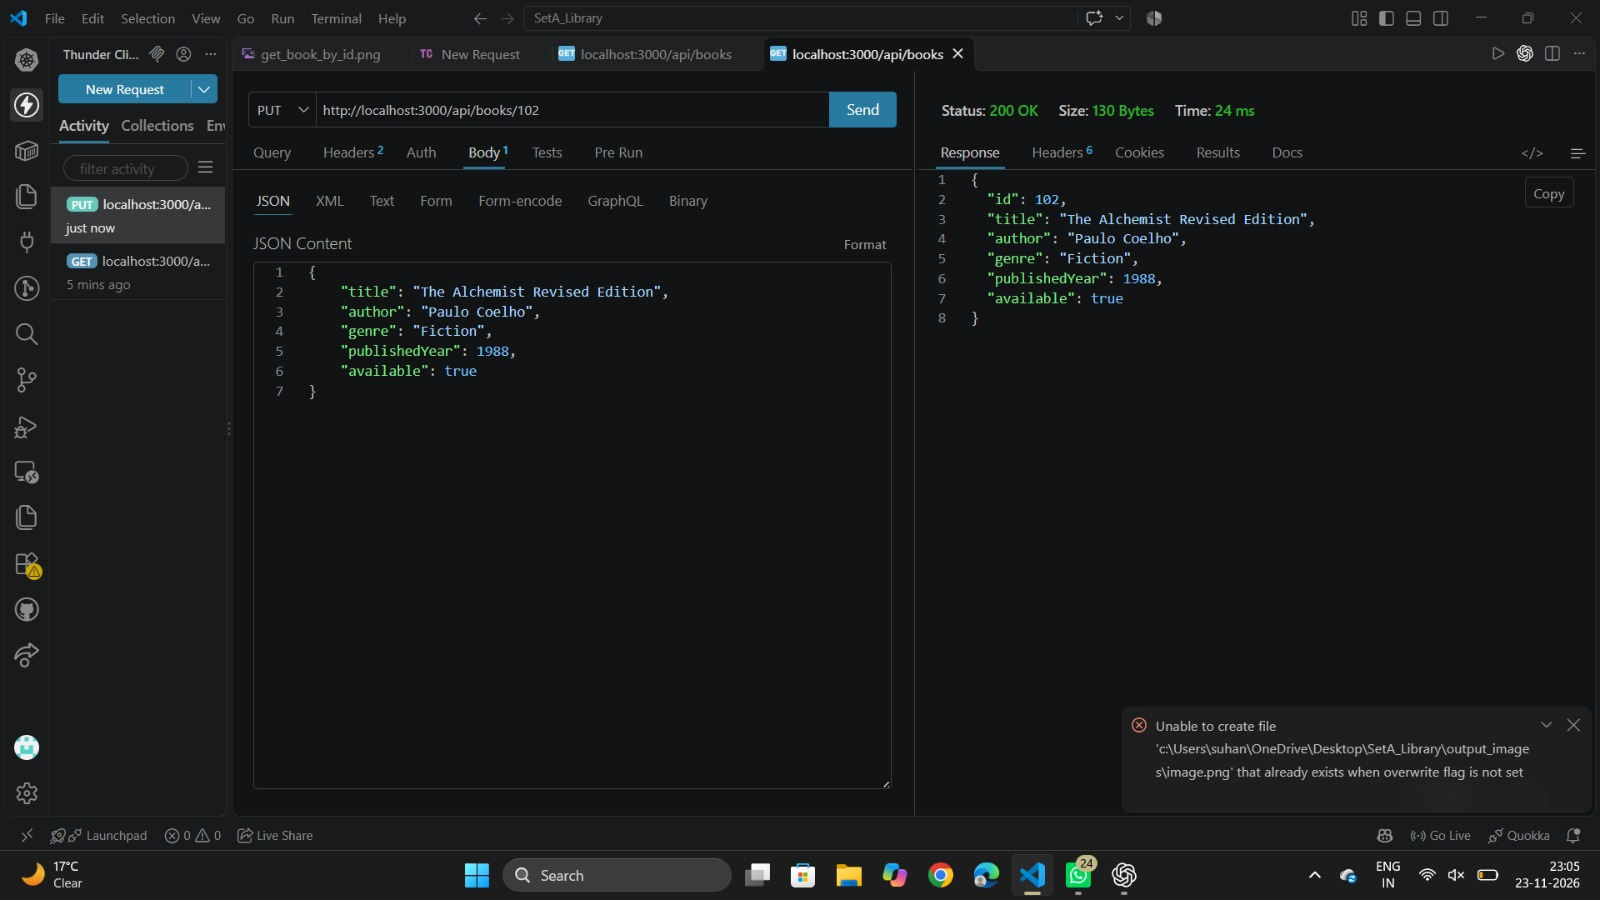 File Edit Selection View Go Run Terminal Help
SetA_Library
Thunder Cli...
get_book_by_id.png
TC New Request
GET localhost:3000/api/books
GET localhost:3000/api/books
New Request
Activity Collections Env
filter activity
PUT localhost:3000/a...
just now
GET localhost:3000/a...
5 mins ago
PUT http://localhost:3000/api/books/102 Send
Query Headers 2 Auth Body 1 Tests Pre Run
JSON XML Text Form Form-encode GraphQL Binary
JSON Content Format
1 {
2 "title": "The Alchemist Revised Edition",
3 "author": "Paulo Coelho",
4 "genre": "Fiction",
5 "publishedYear": 1988,
6 "available": true
7 }
Status: 200 OK Size: 130 Bytes Time: 24 ms
Response Headers 6 Cookies Results Docs
</>
Copy
1 {
2 "id": 102,
3 "title": "The Alchemist Revised Edition",
4 "author": "Paulo Coelho",
5 "genre": "Fiction",
6 "publishedYear": 1988,
7 "available": true
8 }
Unable to create file
'c:\Users\suhan\OneDrive\Desktop\SetA_Library\output_image
s\image.png' that already exists when overwrite flag is not set
Launchpad 0 0 Live Share
Go Live Quokka
17°C
Clear
Search
24
ENG
IN
23:05
23-11-2026